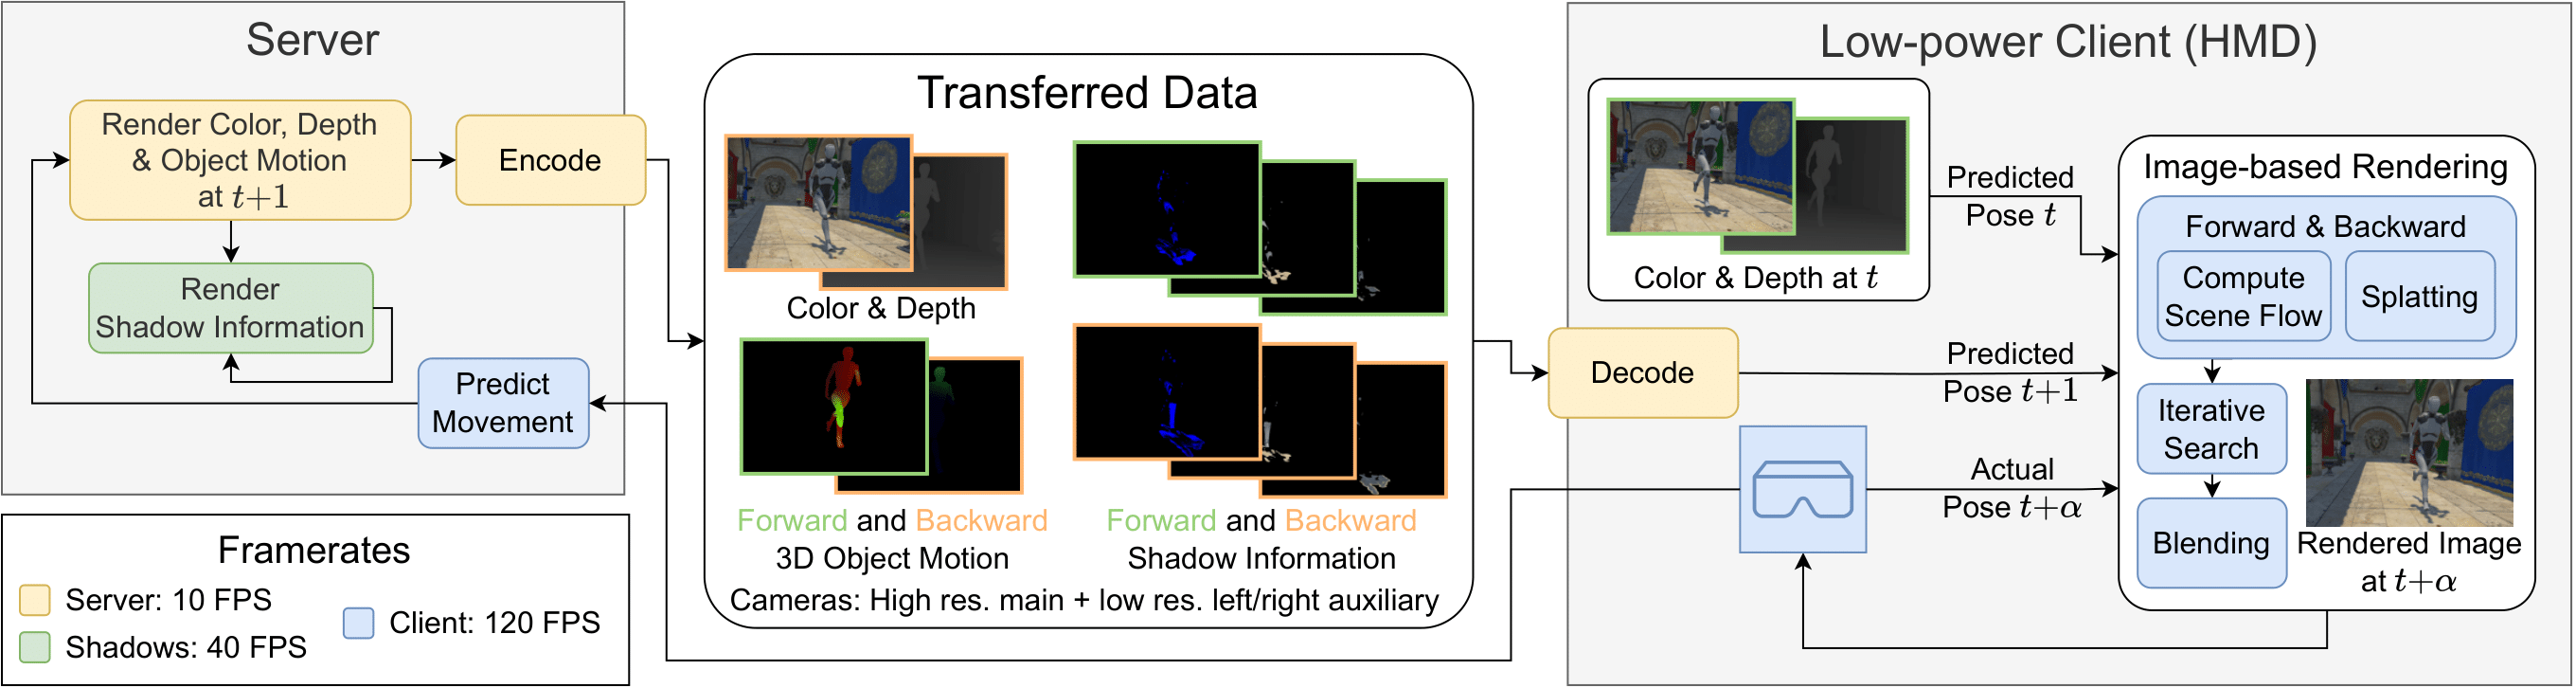 Server
Render Color, Depth
& Object Motion
at t+1
Encode
Render
Shadow Information
Predict
Movement
Framerates
Server: 10 FPS
Shadows: 40 FPS
Client: 120 FPS
Transferred Data
Color & Depth
Forward and Backward
3D Object Motion
Forward and Backward
Shadow Information
Cameras: High res. main + low res. left/right auxiliary
Low-power Client (HMD)
Color & Depth at t
Predicted
Pose t
Decode
Predicted
Pose t+1
Actual
Pose t+α
Image-based Rendering
Forward & Backward
Compute
Scene Flow
Splatting
Iterative
Search
Blending
Rendered Image
at t+α